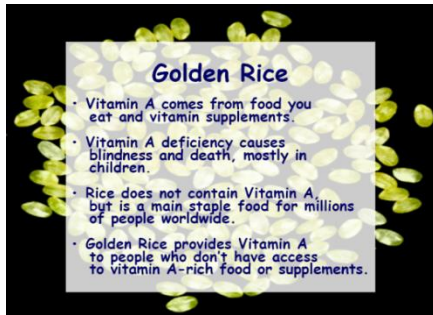 Golden Rice
· Vitamin A comes from food you
eat and vitamin supplements.
· Vitamin A deficiency causes
blindness and death, mostly in
children.
· Rice does not contain Vitamin A,
but is a main staple food for millions
of people worldwide.
· Golden Rice provides Vitamin A
to people who don't have access
to vitamin A-rich food or supplements.